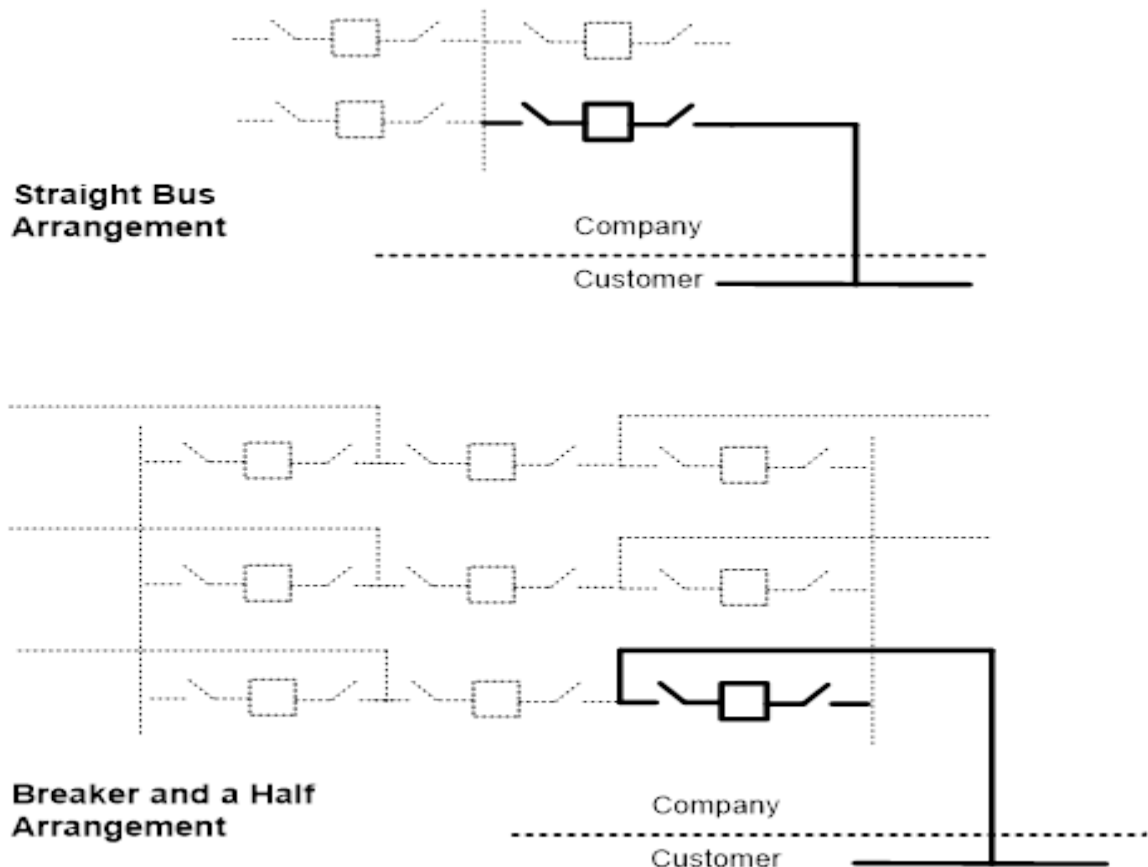 Straight Bus
Arrangement
Company
Customer
Breaker and a Half
Arrangement
Company
Customer